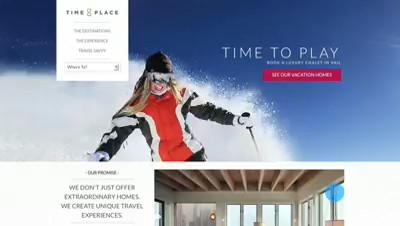 TIME PLACE
THE DESTINATIONS
THE EXPERIENCE
TRAVEL SAVVY
Where To?
TIME TO PLAY
BOOK A LUXURY CHALET IN VAIL
SEE OUR VACATION HOMES
- OUR PROMISE -
WE DON'T JUST OFFER
EXTRAORDINARY HOMES.
WE CREATE UNIQUE TRAVEL
EXPERIENCES.